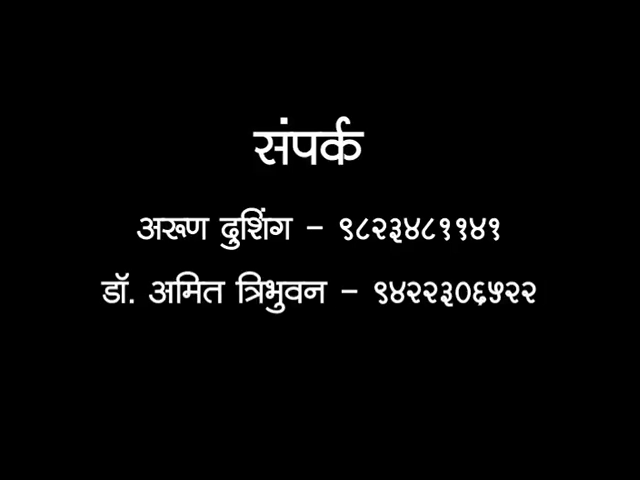 संपर्क
अरूण दुशिंग – ९८२३४८११४१
डॉ. अमित त्रिभुवन – ९४२२३०६५२२